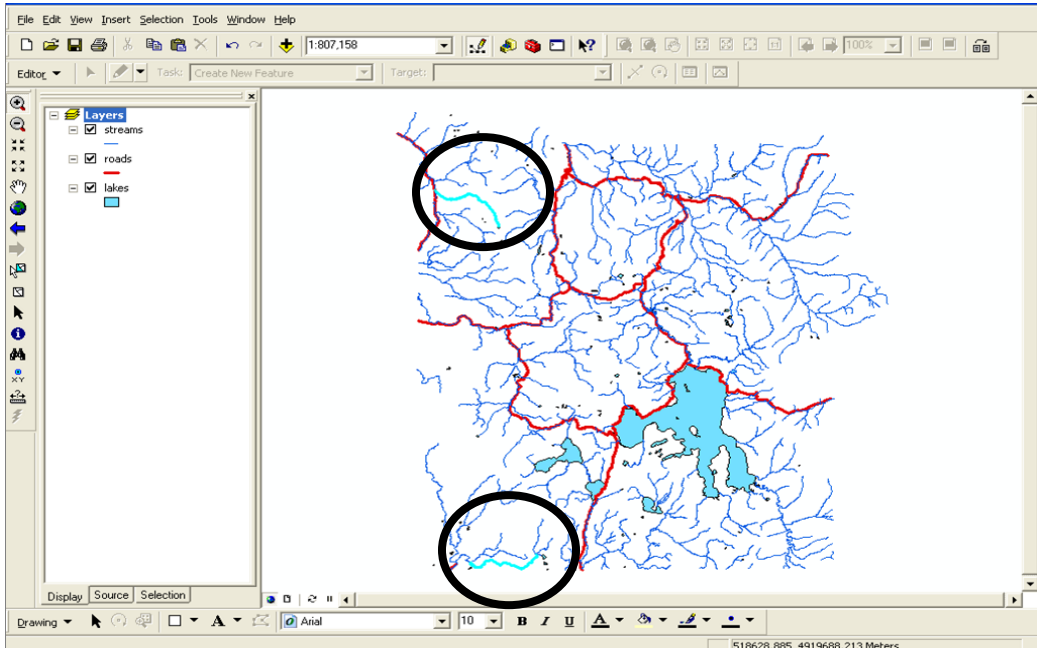 File Edit View Insert Selection Tools Window Help
1:807,158
100%
Editor Task: Create New Feature Target:
Layers
streams
roads
lakes
XY
Display Source Selection
Drawing A Arial 10 B I U A
518628.885 4919688.213 Meters